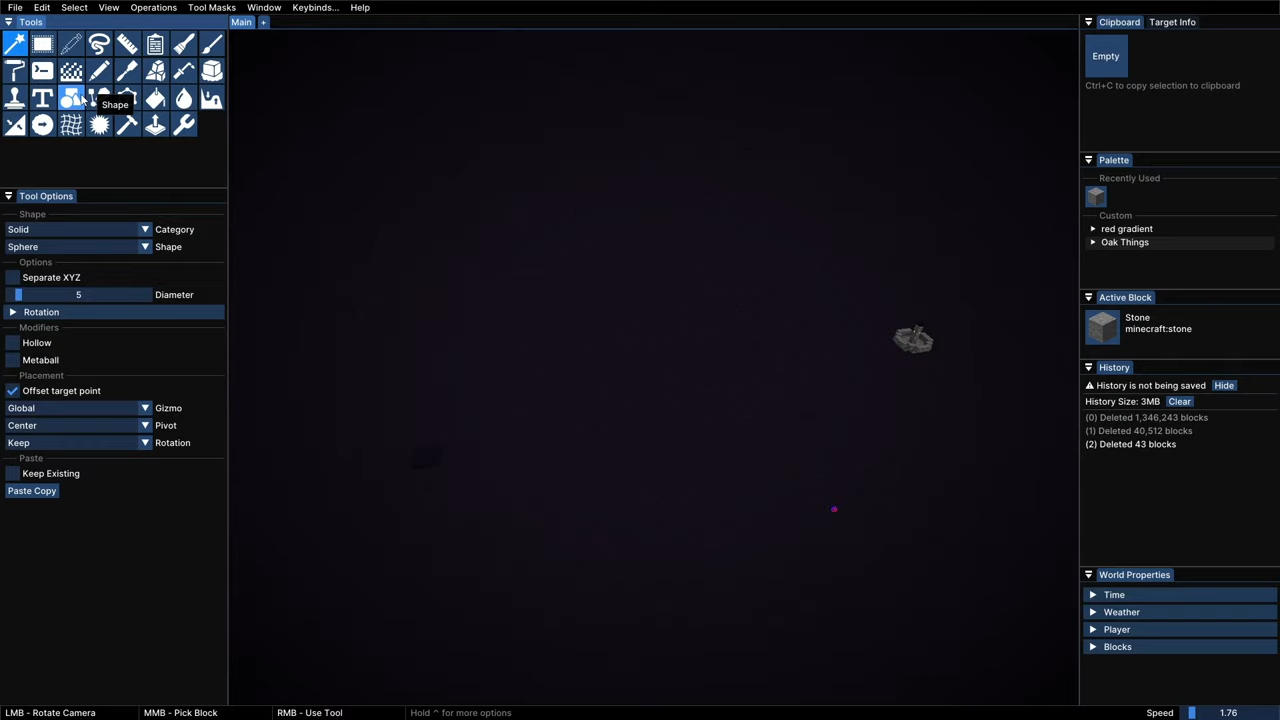 File Edit Select View Operations Tool Masks Window Keybinds... Help
Tools
Main +
Clipboard Target Info
Shape
Empty
Ctrl+C to copy selection to clipboard
Tool Options
Shape
Solid Category
Sphere Shape
Options
Separate XYZ
5 Diameter
Rotation
Modifiers
Hollow
Metaball
Placement
Offset target point
Global Gizmo
Center Pivot
Keep Rotation
Paste
Keep Existing
Paste Copy
Palette
Recently Used
Custom
red gradient
Oak Things
Active Block
Stone
minecraft:stone
History
History is not being saved Hide
History Size: 3MB Clear
(0) Deleted 1,346,243 blocks
(1) Deleted 40,512 blocks
(2) Deleted 43 blocks
World Properties
Time
Weather
Player
Blocks
LMB - Rotate Camera MMB - Pick Block RMB - Use Tool Hold ^ for more options Speed 1.76